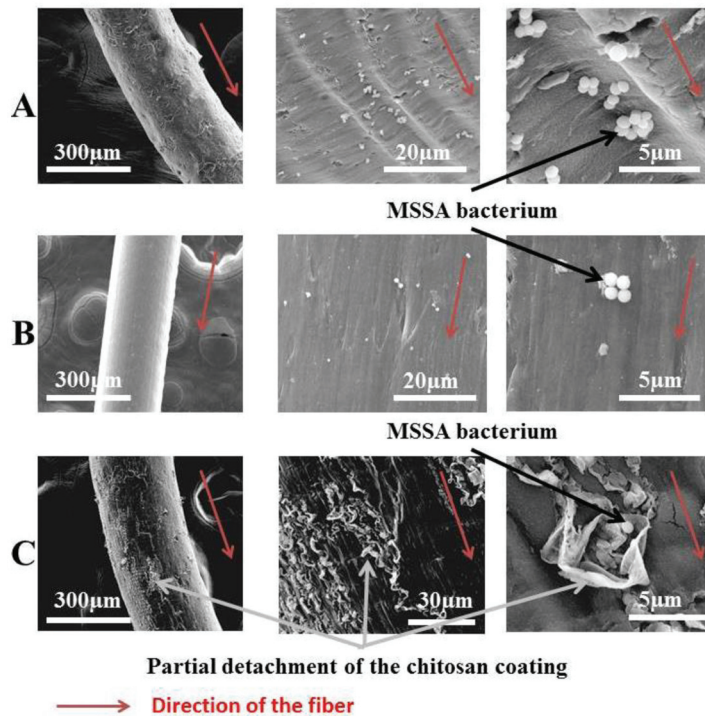 A
300µm
20µm
5µm
MSSA bacterium
B
300µm
20µm
5µm
MSSA bacterium
C
300µm
30µm
5µm
Partial detachment of the chitosan coating
Direction of the fiber